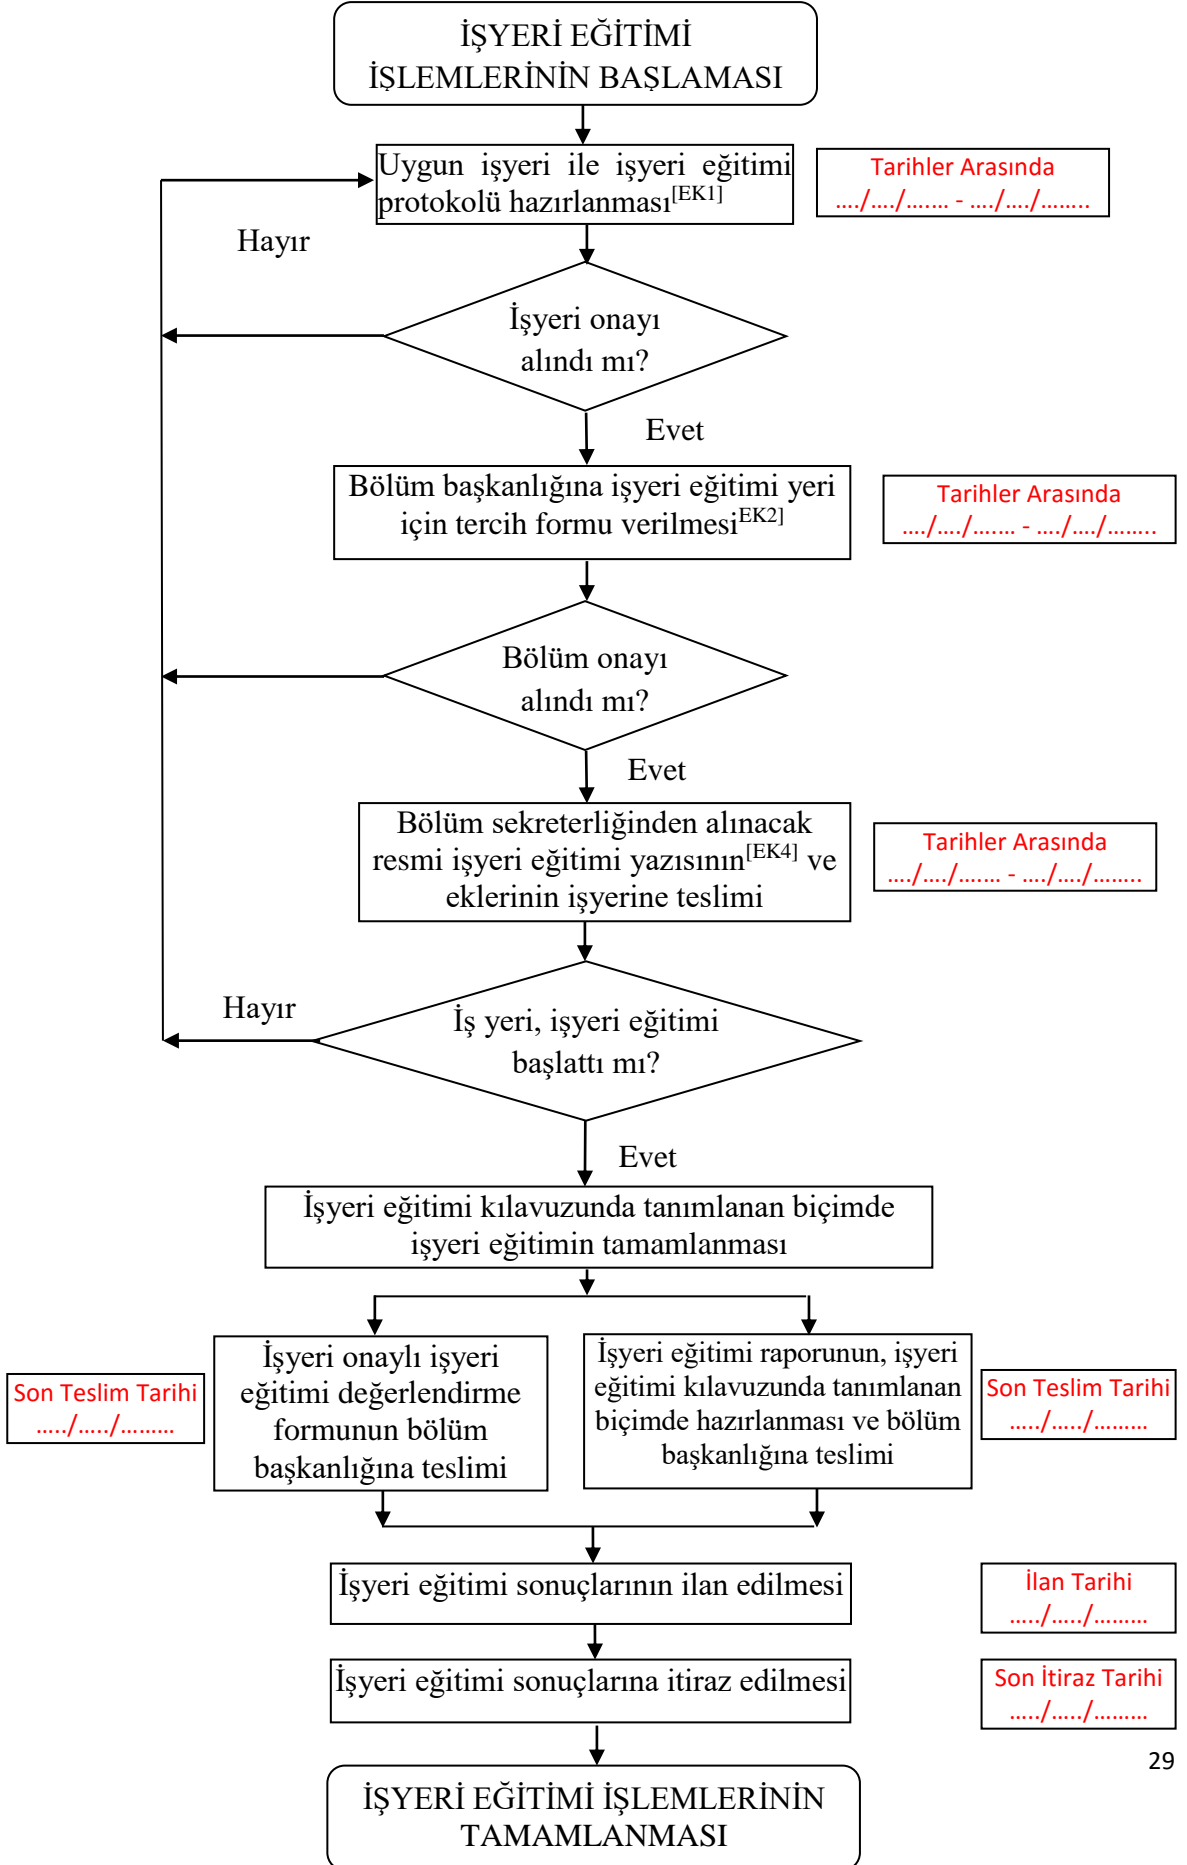 İŞYERİ EĞİTİMİ
İŞLEMLERİNİN BAŞLAMASI
Uygun işyeri ile işyeri eğitimi
protokolü hazırlanması[EK1]
Tarihler Arasında
…./…./……. - …./…./……..
Hayır
İşyeri onayı
alındı mı?
Evet
Bölüm başkanlığına işyeri eğitimi yeri
için tercih formu verilmesiEK2]
Tarihler Arasında
…./…./……. - …./…./……..
Bölüm onayı
alındı mı?
Evet
Bölüm sekreterliğinden alınacak
resmi işyeri eğitimi yazısının[EK4] ve
eklerinin işyerine teslimi
Tarihler Arasında
…./…./……. - …./…./……..
Hayır
İş yeri, işyeri eğitimi
başlattı mı?
Evet
İşyeri eğitimi kılavuzunda tanımlanan biçimde
işyeri eğitimin tamamlanması
Son Teslim Tarihi
…../…../………
İşyeri onaylı işyeri
eğitimi değerlendirme
formunun bölüm
başkanlığına teslimi
İşyeri eğitimi raporunun, işyeri
eğitimi kılavuzunda tanımlanan
biçimde hazırlanması ve bölüm
başkanlığına teslimi
Son Teslim Tarihi
…../…../………
İşyeri eğitimi sonuçlarının ilan edilmesi
İlan Tarihi
…../…../………
İşyeri eğitimi sonuçlarına itiraz edilmesi
Son İtiraz Tarihi
…../…../………
29
İŞYERİ EĞİTİMİ İŞLEMLERİNİN
TAMAMLANMASI